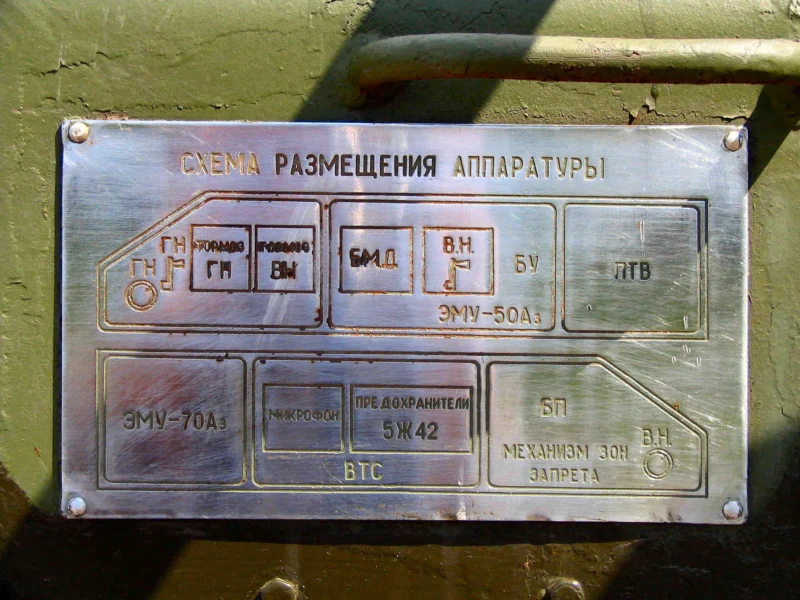 СХЕМА РАЗМЕЩЕНИЯ АППАРАТУРЫ
ГН
ГН
ТОРМОЗ
ГН
ВН
БМД
В.Н.
БУ
ЭМУ-50А3
ПТВ
ЭМУ-70А3
МИКРОФОН
ПРЕДОХРАНИТЕЛИ
5Ж42
ВТС
БП
МЕХАНИЗМ ЗОН
ЗАПРЕТА
В.Н.